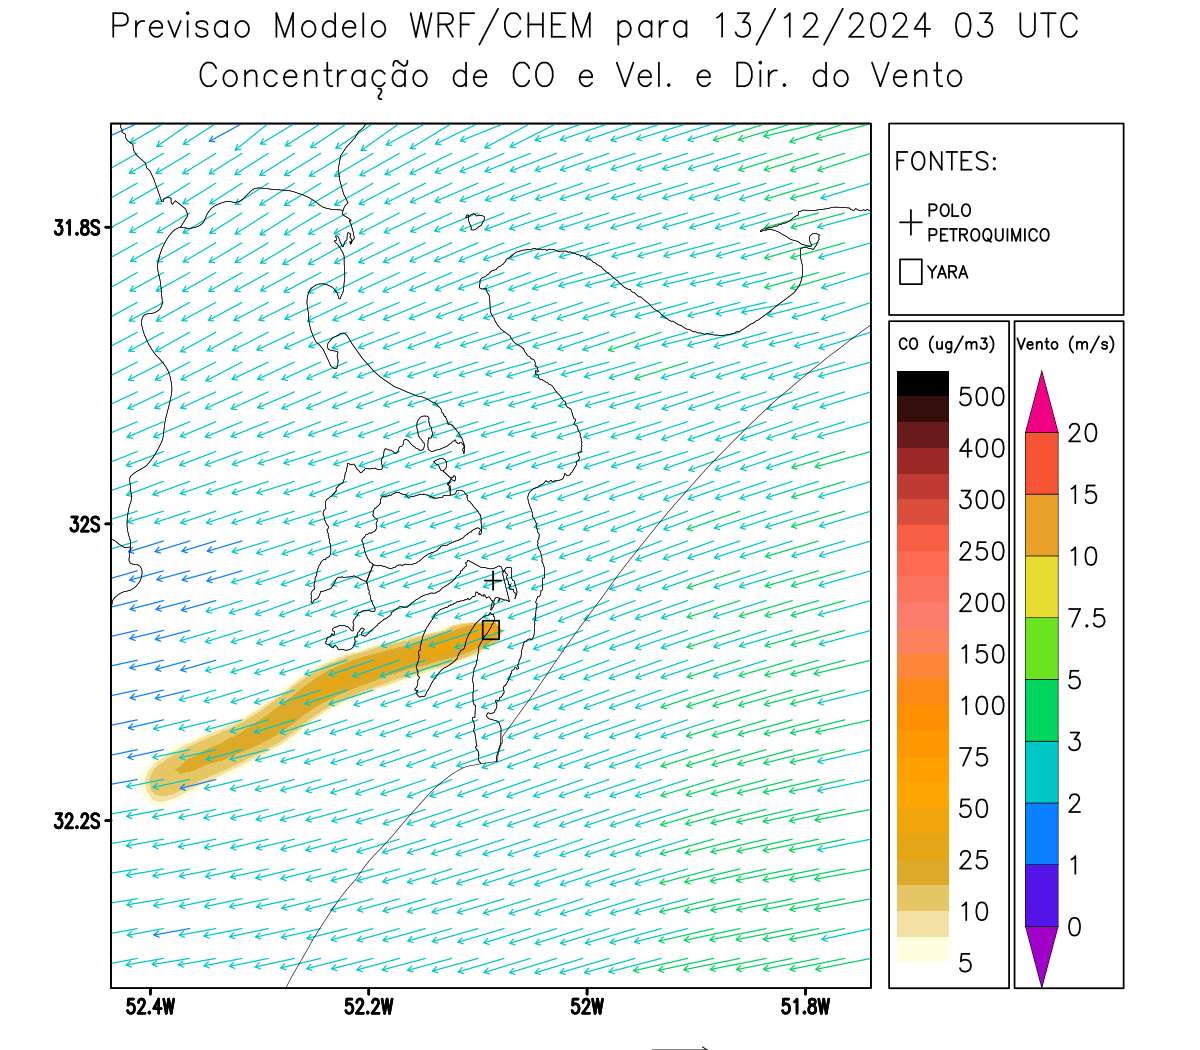 Previsao Modelo WRF/CHEM para 13/12/2024 03 UTC
Concentração de CO e Vel. e Dir. do Vento
FONTES:
POLO
PETROQUIMICO
YARA
CO (ug/m3)
500
400
300
250
200
150
100
75
50
25
10
5
Vento (m/s)
20
15
10
7.5
5
3
2
1
0
31.8S
32S
32.2S
52.4W
52.2W
52W
51.8W